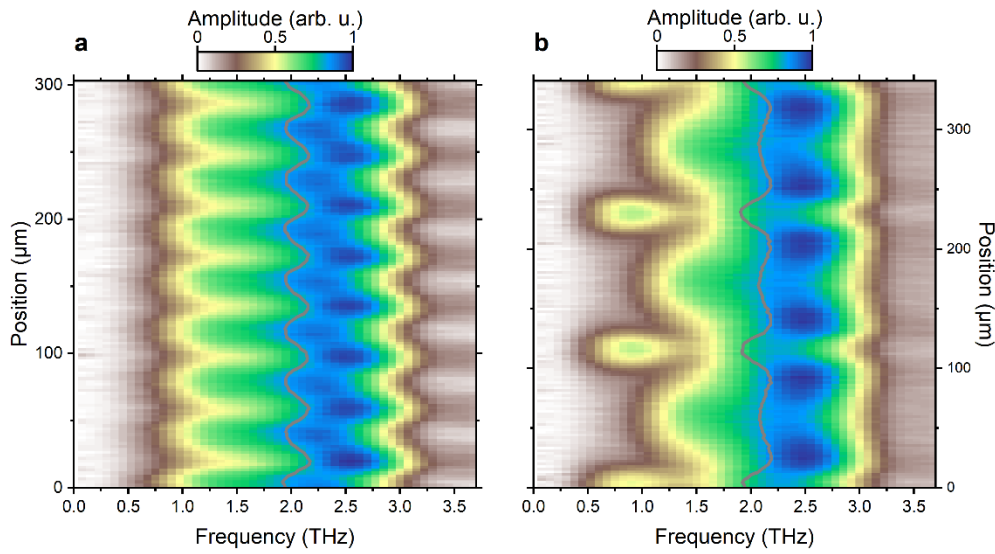 Amplitude (arb. u.)
0 0.5 1
a
Position (µm)
300
200
100
0
0.0 0.5 1.0 1.5 2.0 2.5 3.0 3.5
Frequency (THz)
Amplitude (arb. u.)
0 0.5 1
b
300
200
100
0
Position (µm)
0.0 0.5 1.0 1.5 2.0 2.5 3.0 3.5
Frequency (THz)